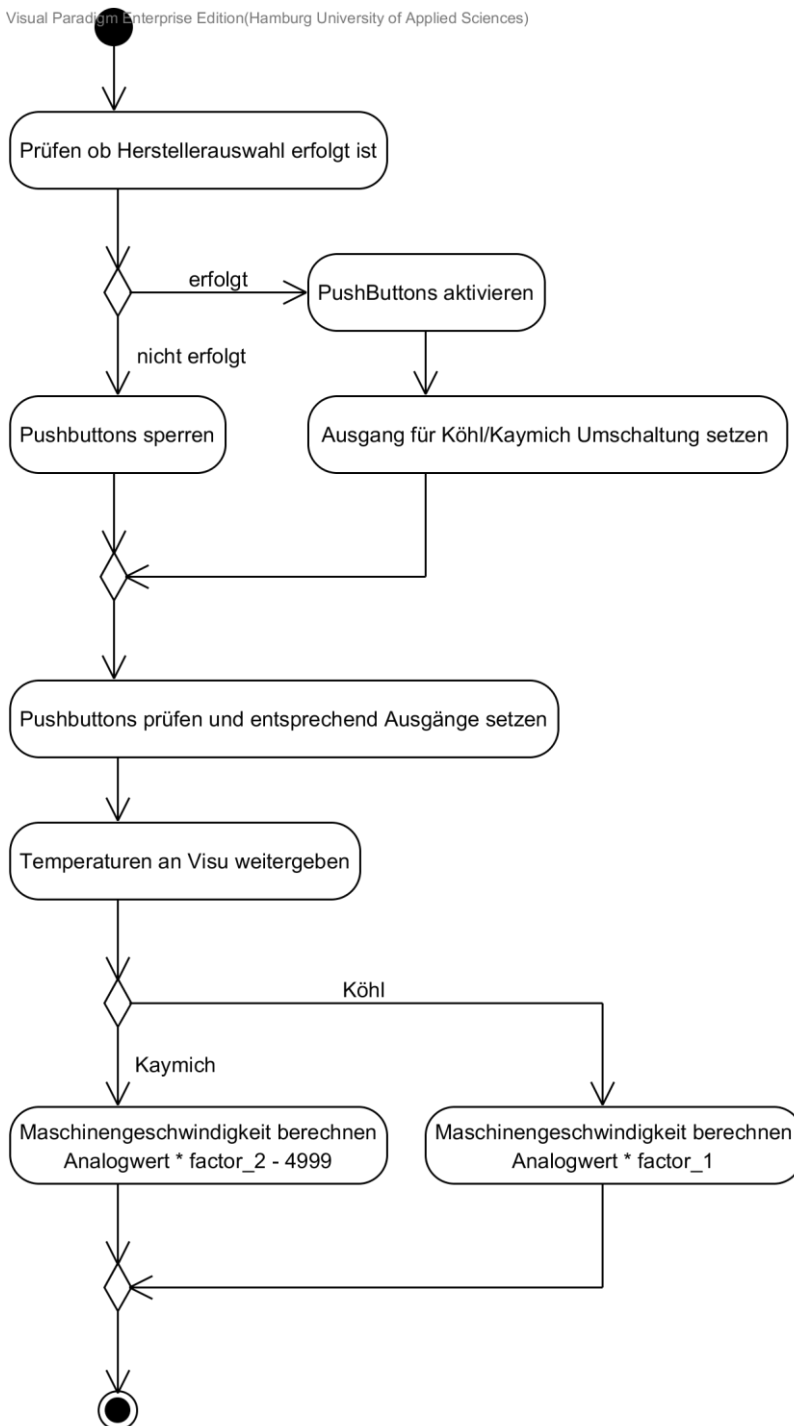 Visual Paradigm Enterprise Edition(Hamburg University of Applied Sciences)
Prüfen ob Herstellerauswahl erfolgt ist
erfolgt
PushButtons aktivieren
nicht erfolgt
Pushbuttons sperren
Ausgang für Köhl/Kaymich Umschaltung setzen
Pushbuttons prüfen und entsprechend Ausgänge setzen
Temperaturen an Visu weitergeben
Köhl
Kaymich
Maschinengeschwindigkeit berechnen
Analogwert * factor_2 - 4999
Maschinengeschwindigkeit berechnen
Analogwert * factor_1